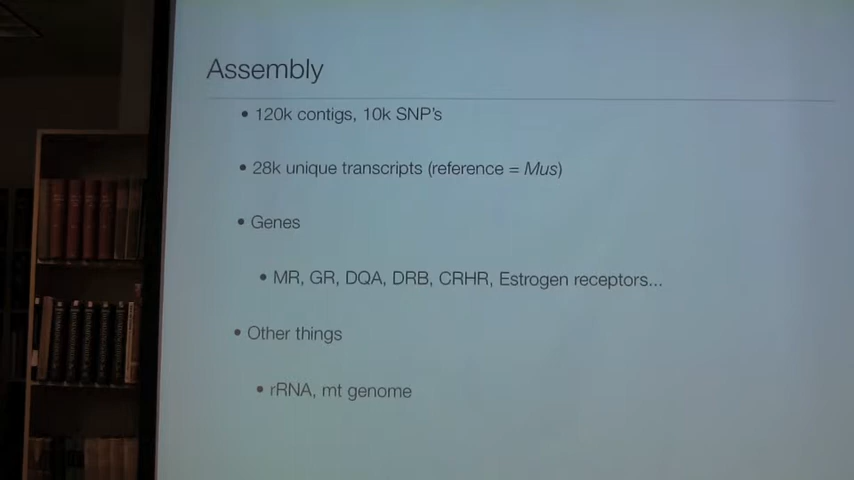 Assembly
• 120k contigs, 10k SNP's
• 28k unique transcripts (reference = Mus)
• Genes
• MR, GR, DQA, DRB, CRHR, Estrogen receptors...
• Other things
• rRNA, mt genome